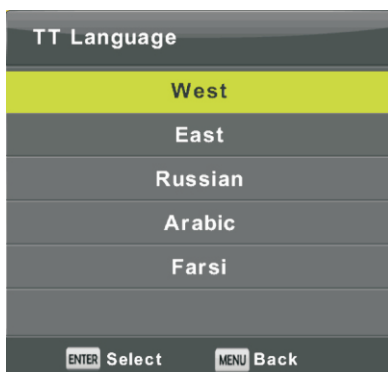 TT Language
West
East
Russian
Arabic
Farsi
ENTER Select MENU Back